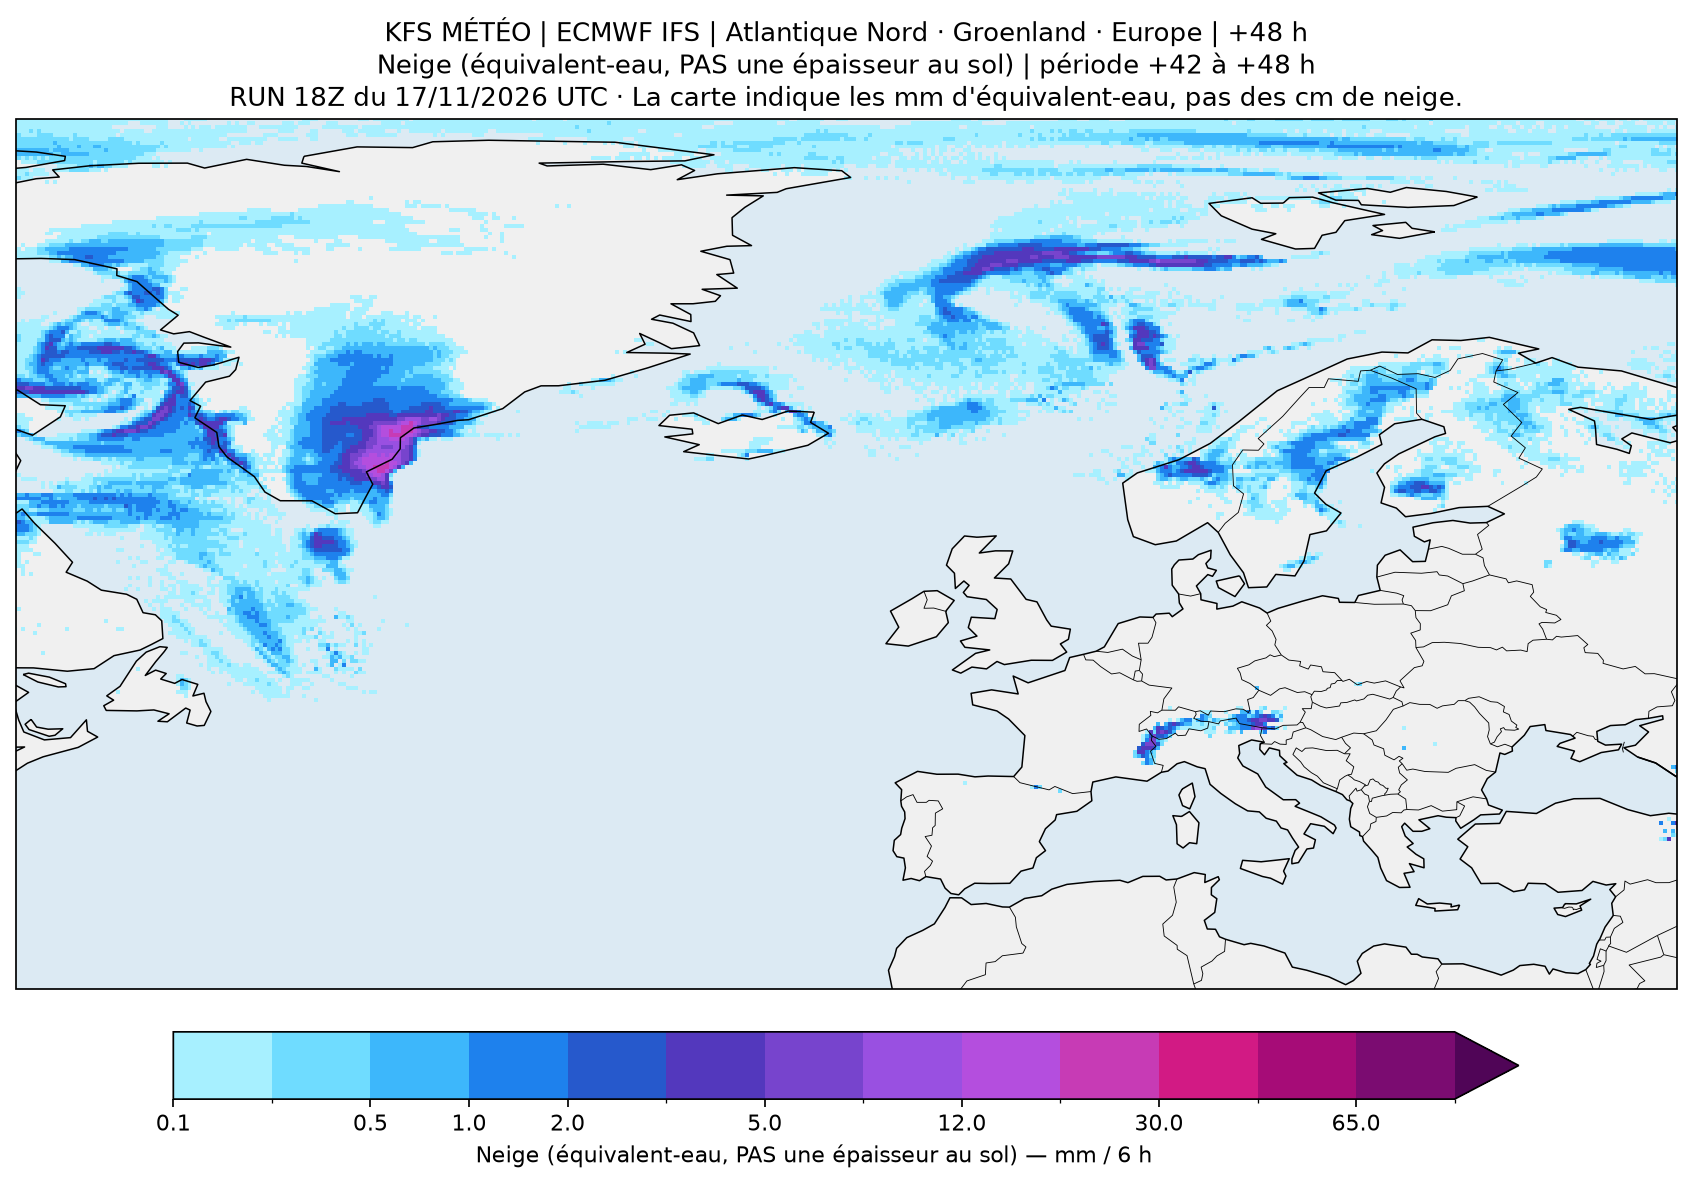 KFS MÉTÉO | ECMWF IFS | Atlantique Nord · Groenland · Europe | +48 h
Neige (équivalent-eau, PAS une épaisseur au sol) | période +42 à +48 h
RUN 18Z du 17/11/2026 UTC · La carte indique les mm d'équivalent-eau, pas des cm de neige.
0.1 0.5 1.0 2.0 5.0 12.0 30.0 65.0
Neige (équivalent-eau, PAS une épaisseur au sol) — mm / 6 h